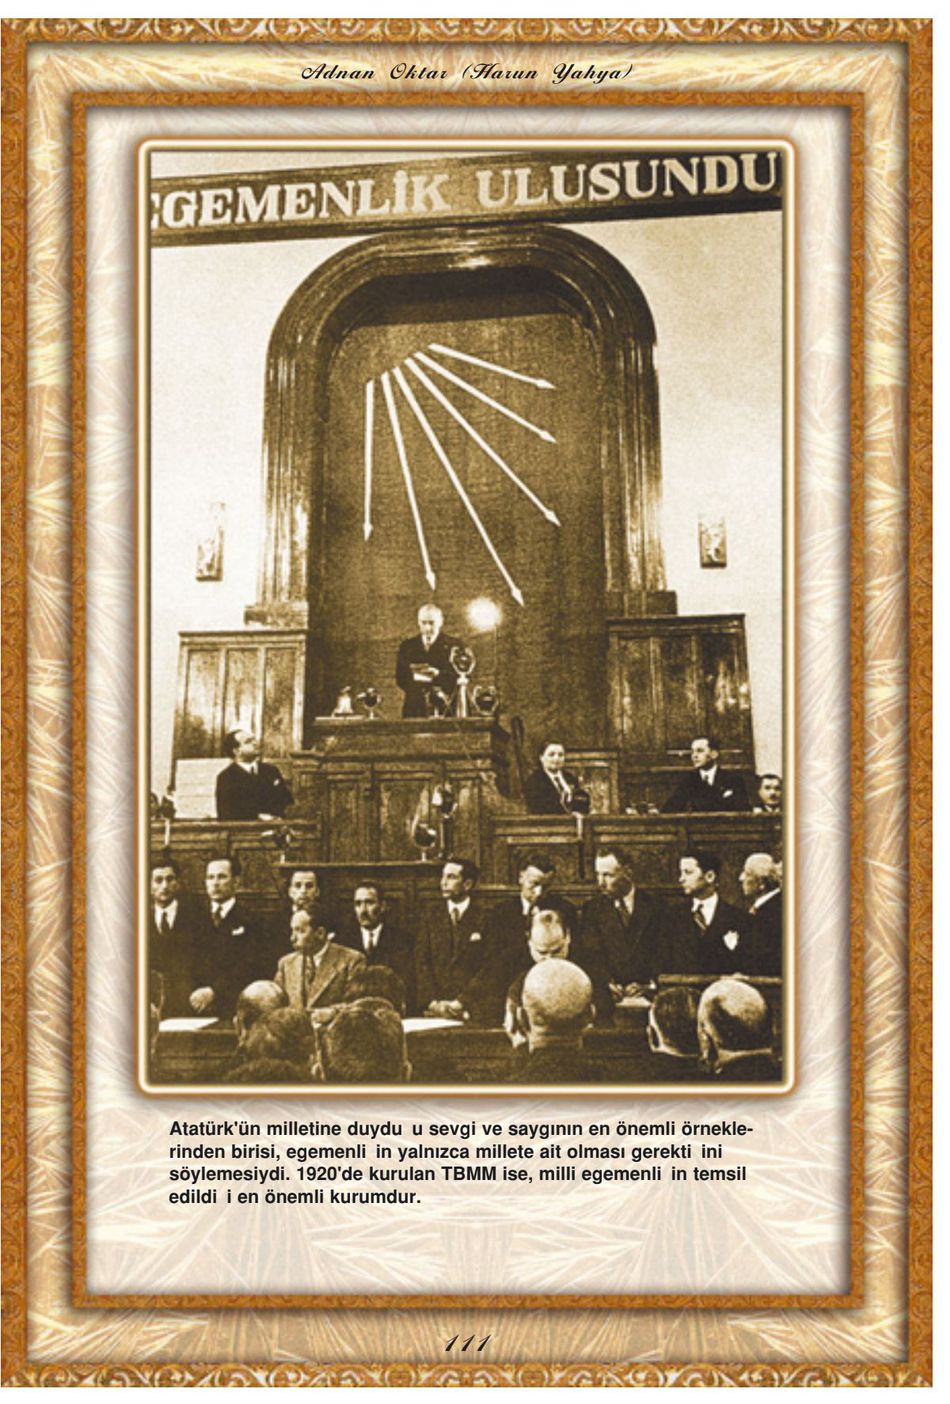 Adnan Oktar (Harun Yahya)
EGEMENLİK ULUSUNDU
Atatürk'ün milletine duydu u sevgi ve saygının en önemli örnekle-
rinden birisi, egemenli in yalnızca millete ait olması gerekti ini
söylemesiydi. 1920'de kurulan TBMM ise, milli egemenli in temsil
edildi i en önemli kurumdur.
111